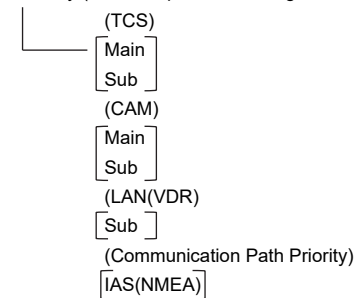 (TCS)
Main
Sub
(CAM)
Main
Sub
(LAN(VDR)
Sub
(Communication Path Priority)
IAS(NMEA)